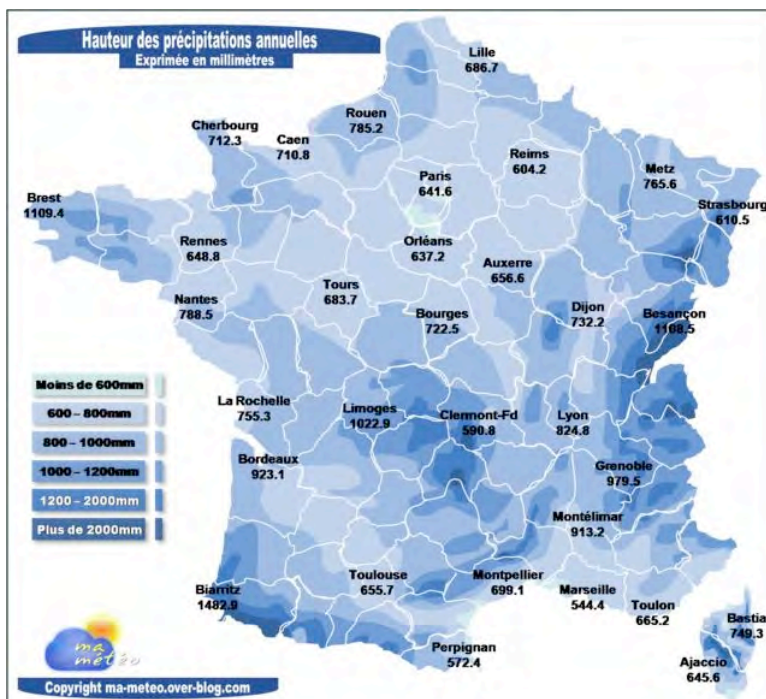 Hauteur des précipitations annuelles
Exprimée en millimètres
Lille
686.7
Rouen
785.2
Cherbourg
712.3
Caen
710.8
Reims
604.2
Metz
765.6
Paris
641.6
Brest
1109.4
Strasbourg
610.5
Rennes
648.8
Orléans
637.2
Auxerre
656.6
Tours
683.7
Nantes
788.5
Bourges
722.5
Dijon
732.2
Besançon
1168.5
Moins de 600mm
600 – 800mm
800 – 1000mm
1000 – 1200mm
1200 – 2000mm
Plus de 2000mm
La Rochelle
755.3
Limoges
1022.9
Clermont-Fd
590.8
Lyon
824.8
Bordeaux
923.1
Grenoble
979.5
Montélimar
913.2
Biarritz
1482.9
Toulouse
655.7
Montpellier
699.1
Marseille
544.4
Toulon
665.2
Bastia
749.3
Perpignan
572.4
Ajaccio
645.6
ma
météo
Copyright ma-meteo.over-blog.com